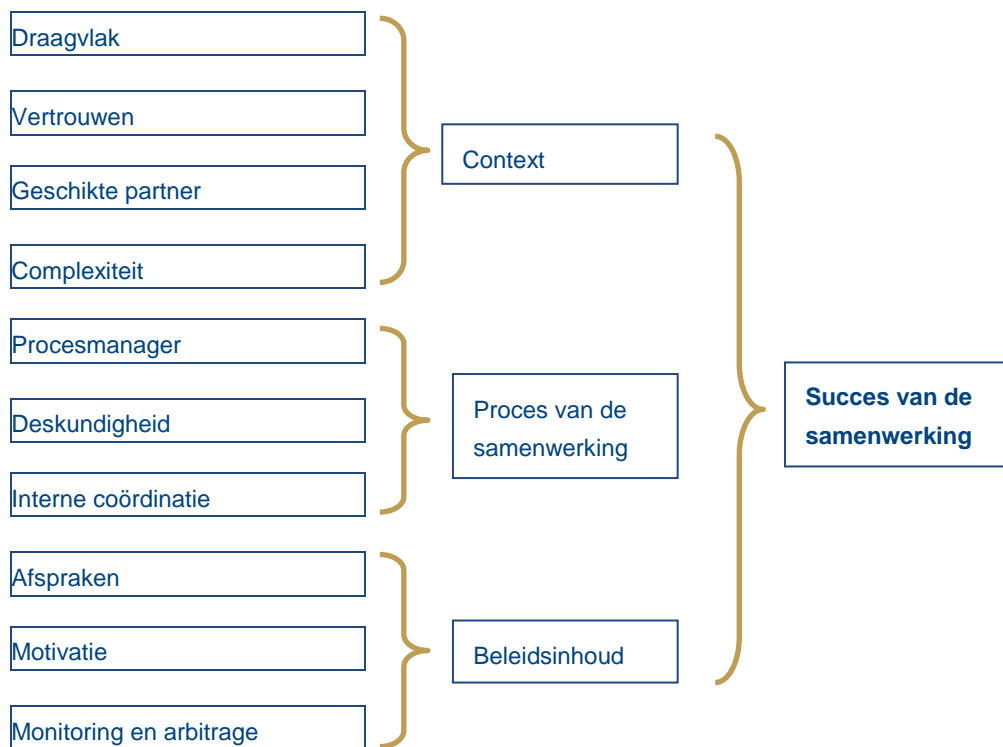 Draagvlak
Vertrouwen
Geschikte partner
Complexiteit
Procesmanager
Deskundigheid
Interne coördinatie
Afspraken
Motivatie
Monitoring en arbitrage
Context
Proces van de
samenwerking
Beleidsinhoud
Succes van de
samenwerking